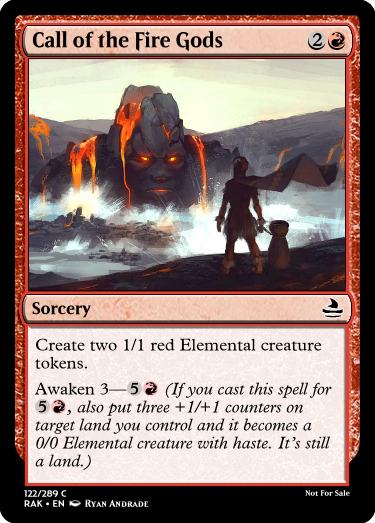 Call of the Fire Gods 2
Sorcery
Create two 1/1 red Elemental creature
tokens.
Awaken 3—5 (If you cast this spell for
5, also put three +1/+1 counters on
target land you control and it becomes a
0/0 Elemental creature with haste. It's still
a land.)
122/289 C Not For Sale
RAK • EN Ryan Andrade